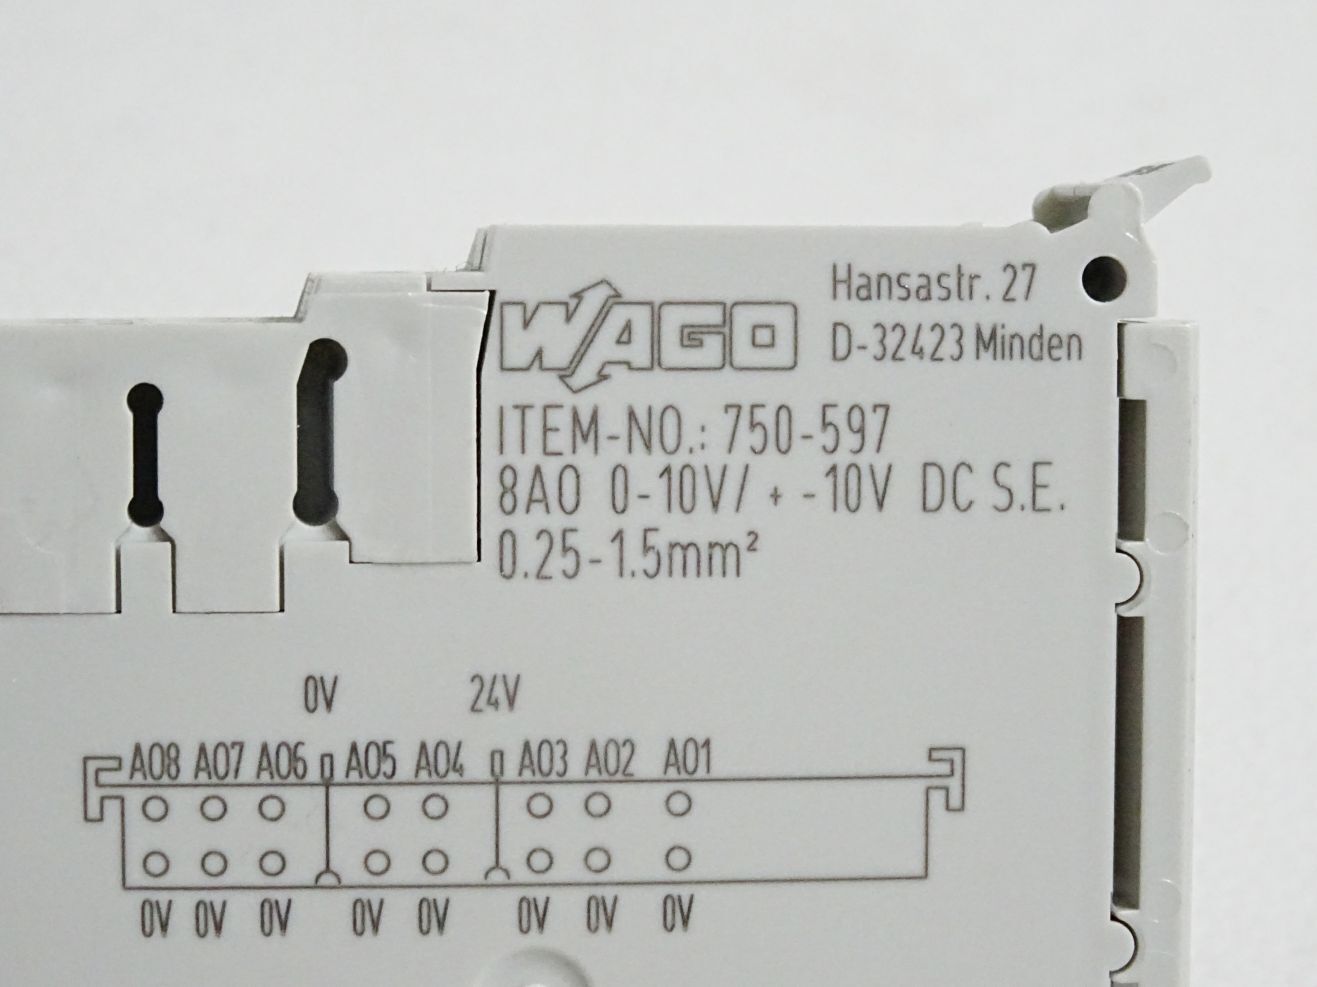 WAGO
Hansastr. 27
D-32423 Minden
ITEM-NO.: 750-597
8AO 0-10V/ + -10V DC S.E.
0.25-1.5mm²
0V 24V
AO8 AO7 AO6 AO5 AO4 AO3 AO2 AO1
0V 0V 0V 0V 0V 0V 0V 0V